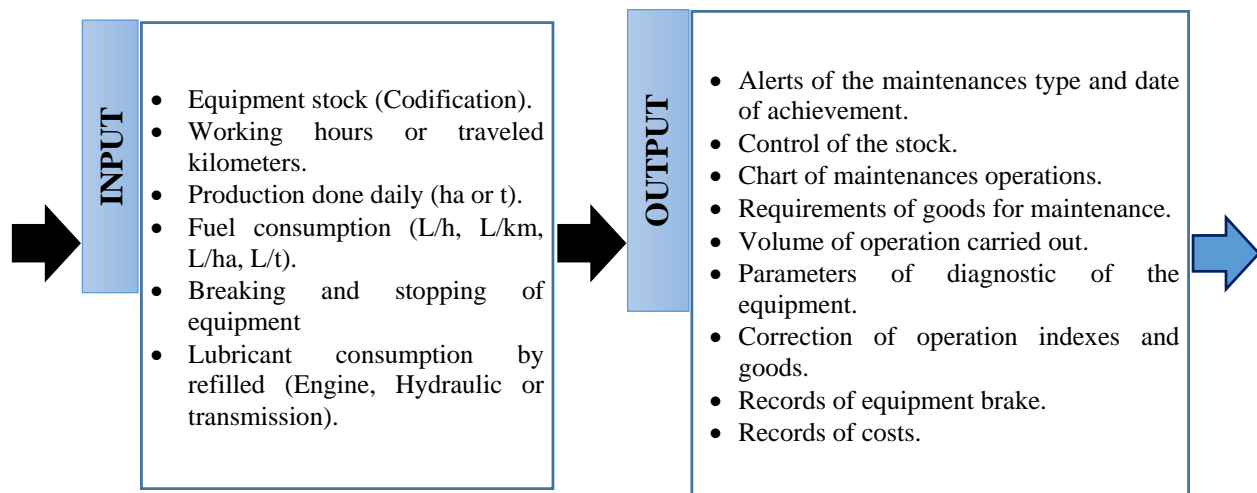 INPUT
• Equipment stock (Codification).
• Working hours or traveled
kilometers.
• Production done daily (ha or t).
• Fuel consumption (L/h, L/km,
L/ha, L/t).
• Breaking and stopping of
equipment
• Lubricant consumption by
refilled (Engine, Hydraulic or
transmission).
OUTPUT
• Alerts of the maintenances type and date
of achievement.
• Control of the stock.
• Chart of maintenances operations.
• Requirements of goods for maintenance.
• Volume of operation carried out.
• Parameters of diagnostic of the
equipment.
• Correction of operation indexes and
goods.
• Records of equipment brake.
• Records of costs.